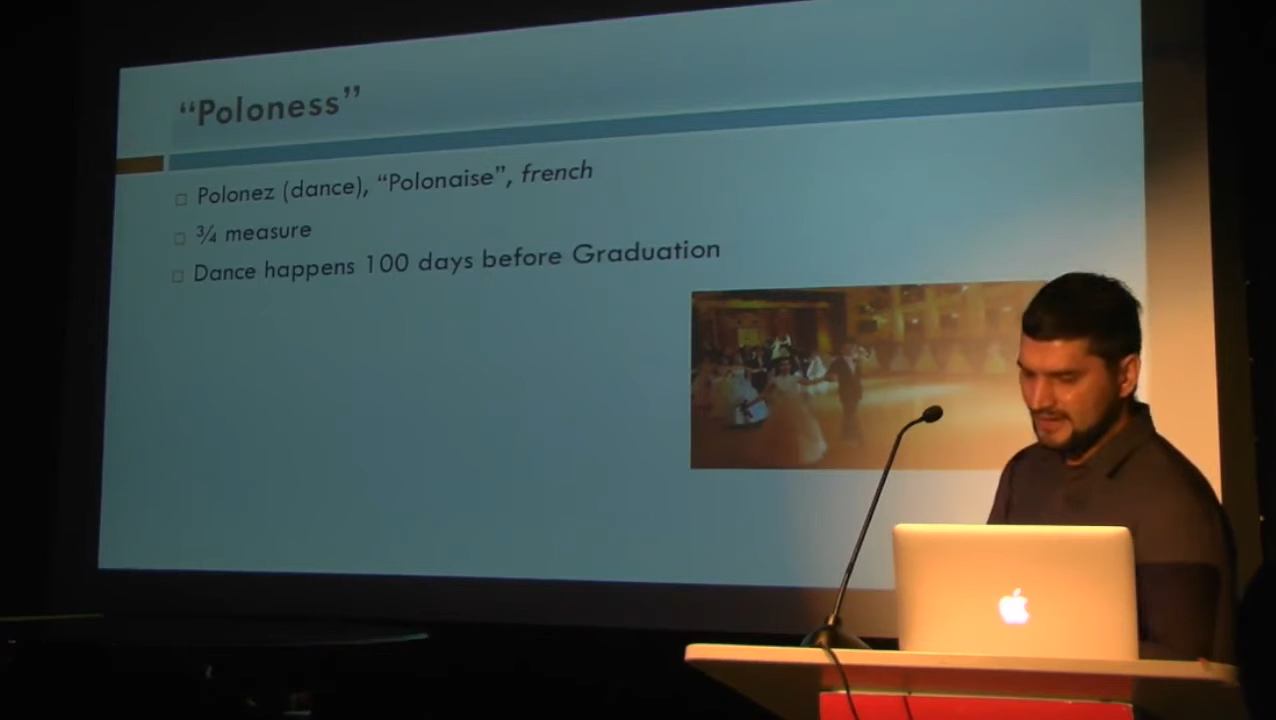 “Poloness”
Polonez (dance), “Polonaise”, french
¾ measure
Dance happens 100 days before Graduation